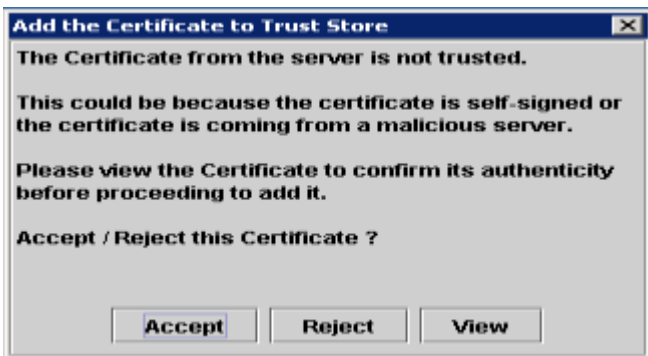 Add the Certificate to Trust Store
The Certificate from the server is not trusted.
This could be because the certificate is self-signed or
the certificate is coming from a malicious server.
Please view the Certificate to confirm its authenticity
before proceeding to add it.
Accept / Reject this Certificate ?
Accept Reject View